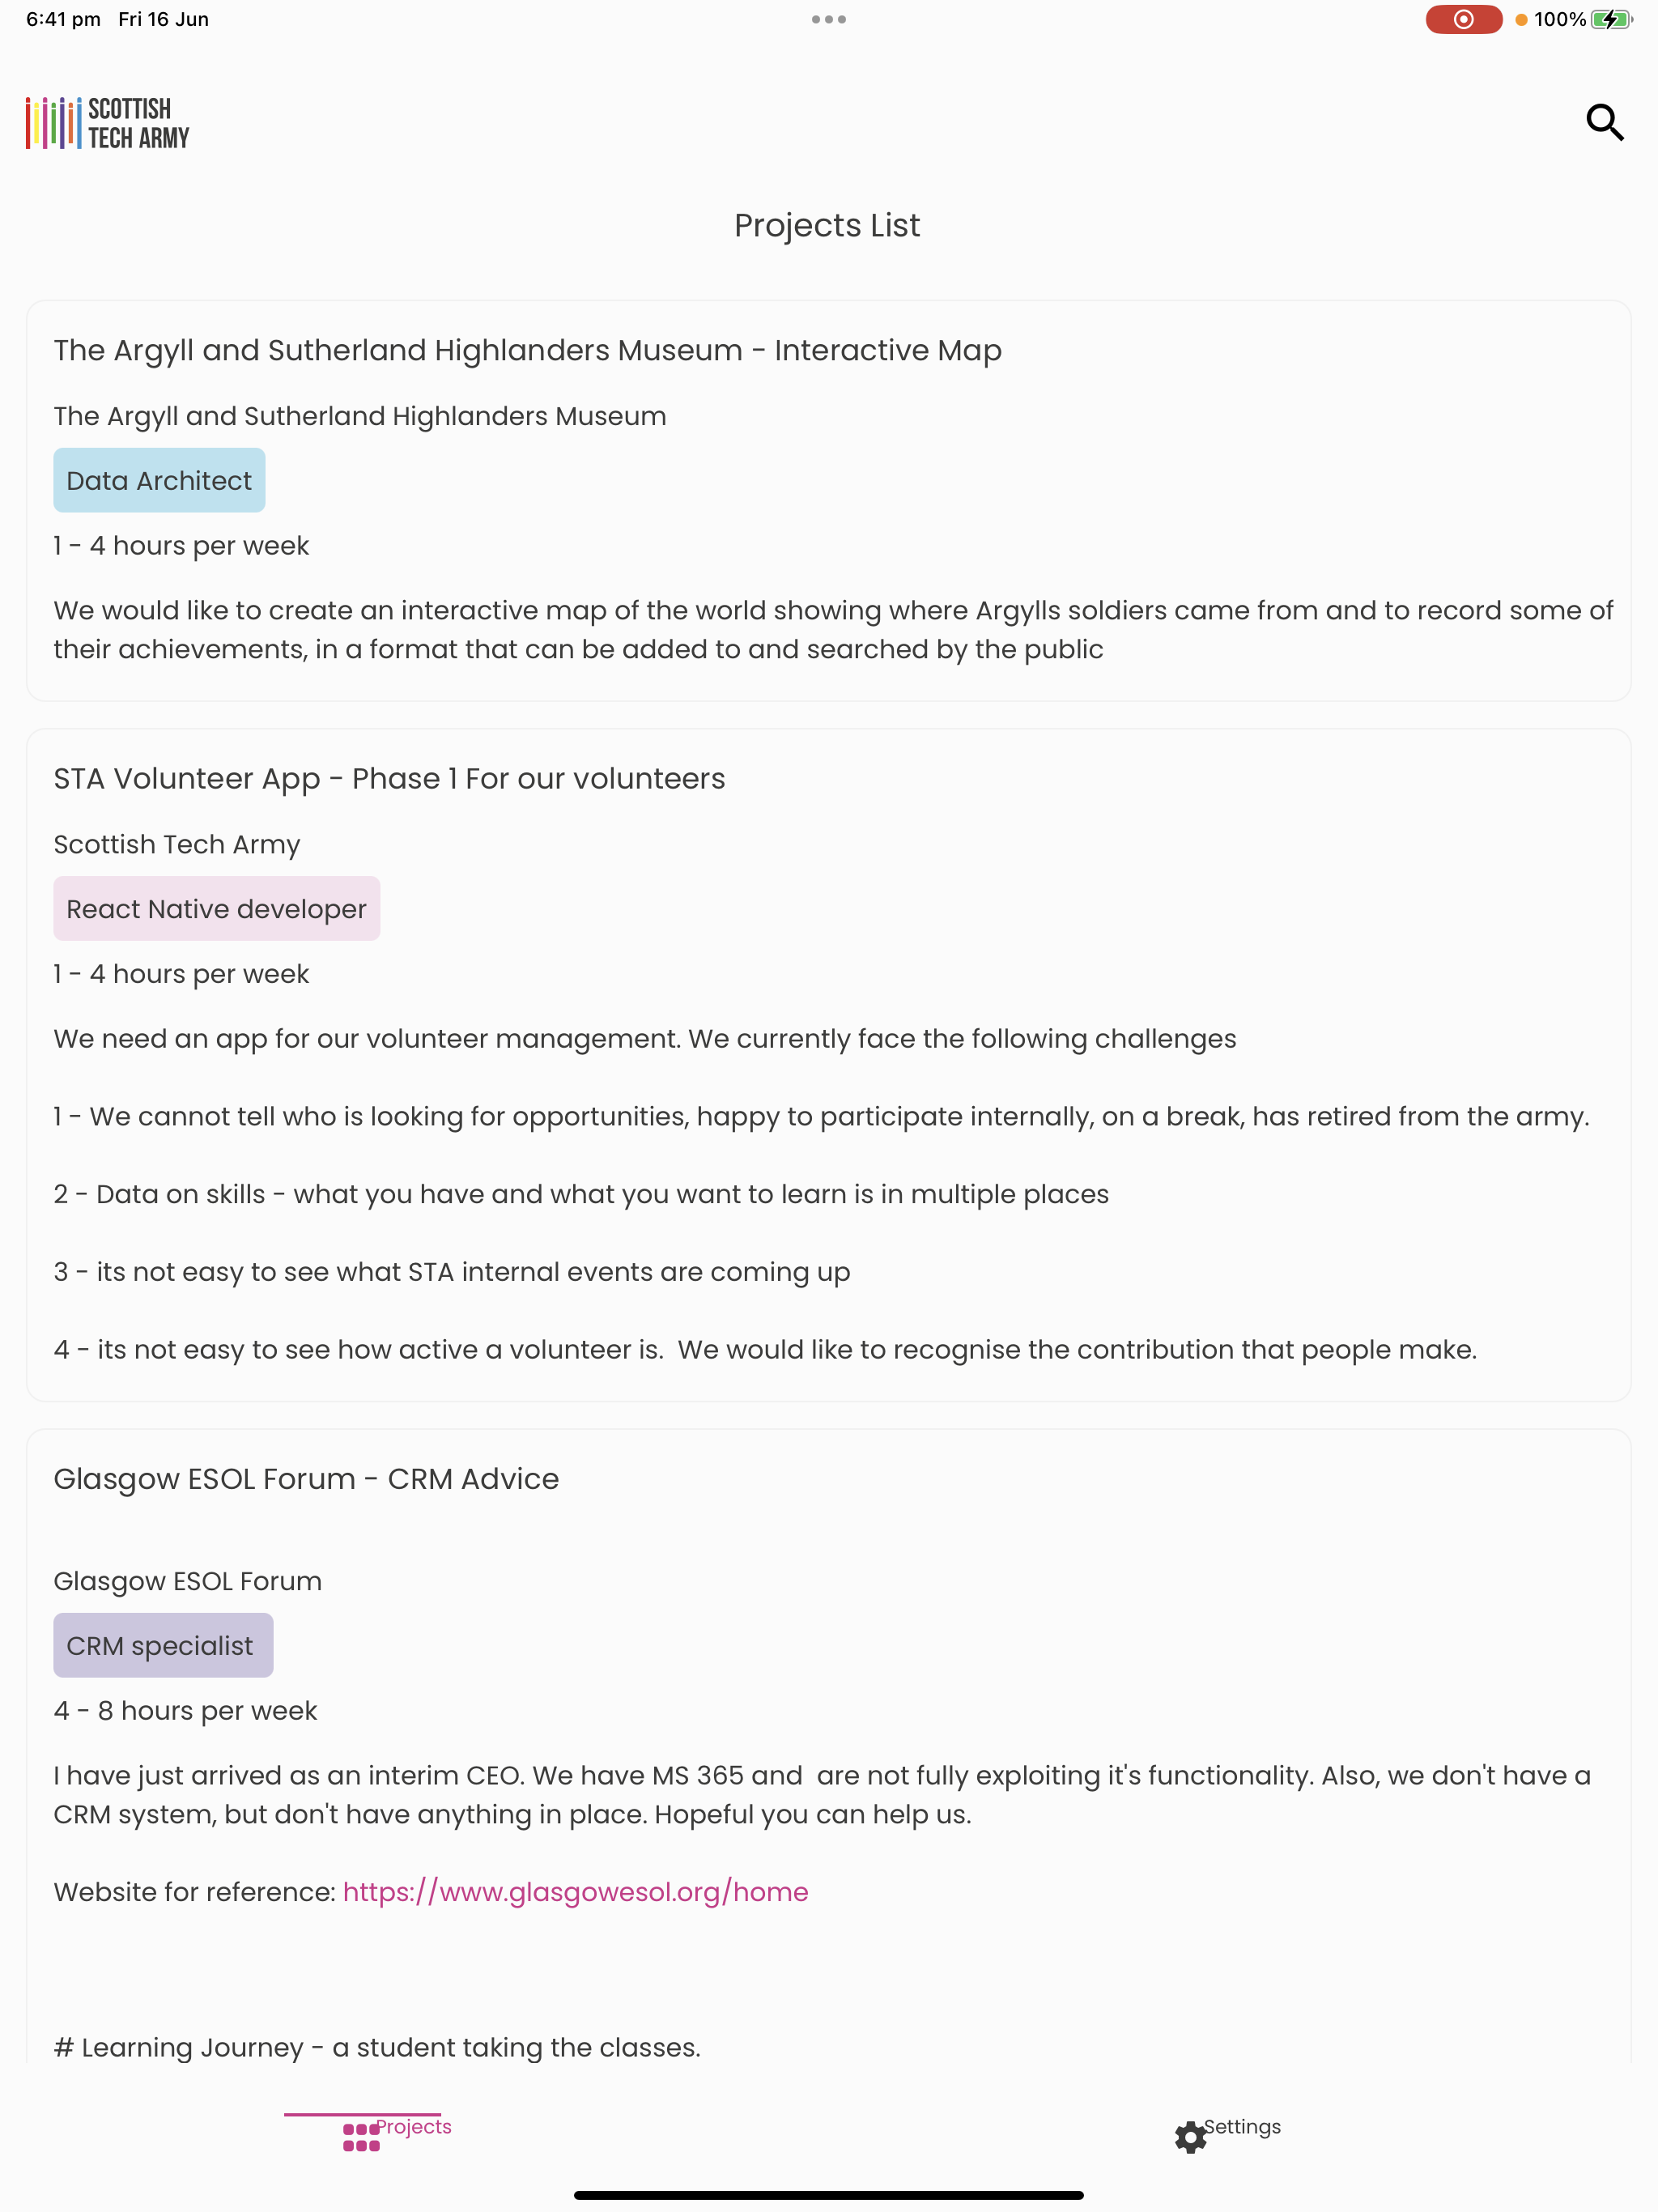 6:41 pm Fri 16 Jun
100%
SCOTTISH
TECH ARMY
Projects List
The Argyll and Sutherland Highlanders Museum - Interactive Map
The Argyll and Sutherland Highlanders Museum
Data Architect
1 - 4 hours per week
We would like to create an interactive map of the world showing where Argylls soldiers came from and to record some of
their achievements, in a format that can be added to and searched by the public
STA Volunteer App - Phase 1 For our volunteers
Scottish Tech Army
React Native developer
1 - 4 hours per week
We need an app for our volunteer management. We currently face the following challenges
1 - We cannot tell who is looking for opportunities, happy to participate internally, on a break, has retired from the army.
2 - Data on skills - what you have and what you want to learn is in multiple places
3 - its not easy to see what STA internal events are coming up
4 - its not easy to see how active a volunteer is.  We would like to recognise the contribution that people make.
Glasgow ESOL Forum - CRM Advice
Glasgow ESOL Forum
CRM specialist
4 - 8 hours per week
I have just arrived as an interim CEO. We have MS 365 and  are not fully exploiting it's functionality. Also, we don't have a
CRM system, but don't have anything in place. Hopeful you can help us.
Website for reference: https://www.glasgowesol.org/home
# Learning Journey - a student taking the classes.
Projects
Settings